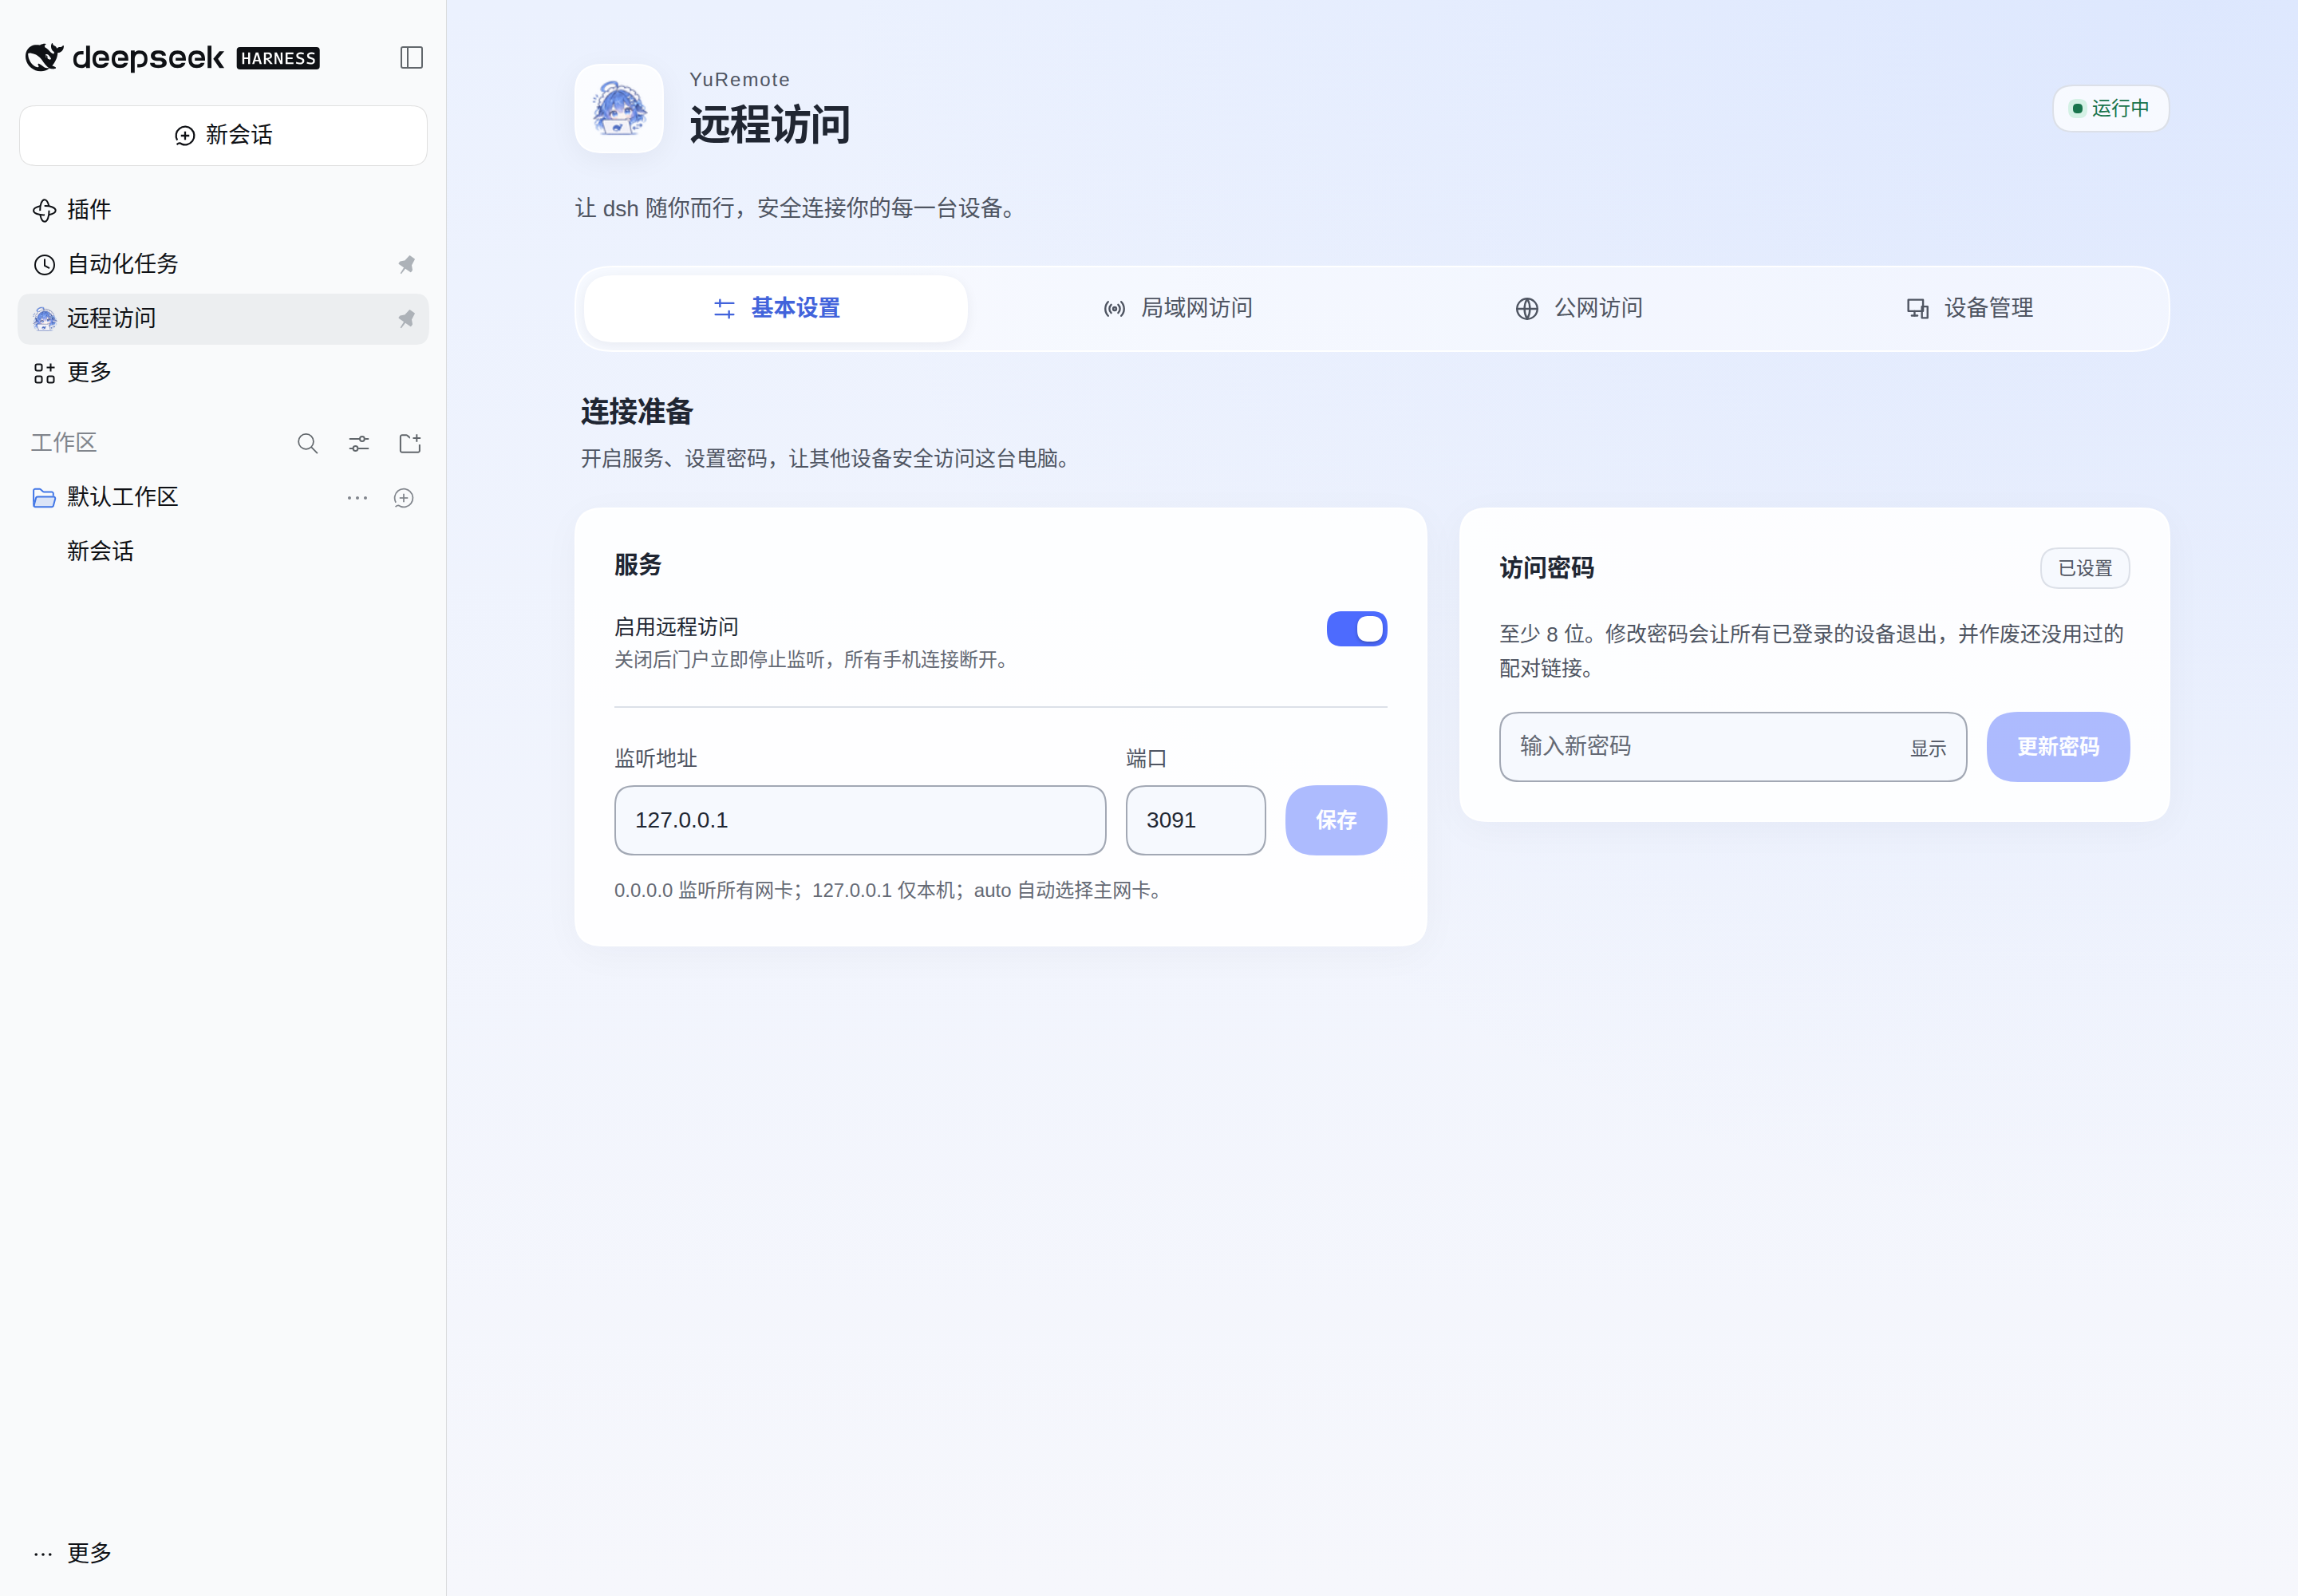 deepseek HARNESS
新会话
插件
自动化任务
远程访问
更多
工作区
默认工作区
新会话
更多
YuRemote
远程访问
运行中
让 dsh 随你而行，安全连接你的每一台设备。
基本设置
局域网访问
公网访问
设备管理
连接准备
开启服务、设置密码，让其他设备安全访问这台电脑。
服务
启用远程访问
关闭后门户立即停止监听，所有手机连接断开。
监听地址
端口
127.0.0.1
3091
保存
0.0.0.0 监听所有网卡；127.0.0.1 仅本机；auto 自动选择主网卡。
访问密码
已设置
至少 8 位。修改密码会让所有已登录的设备退出，并作废还没用过的
配对链接。
输入新密码
显示
更新密码